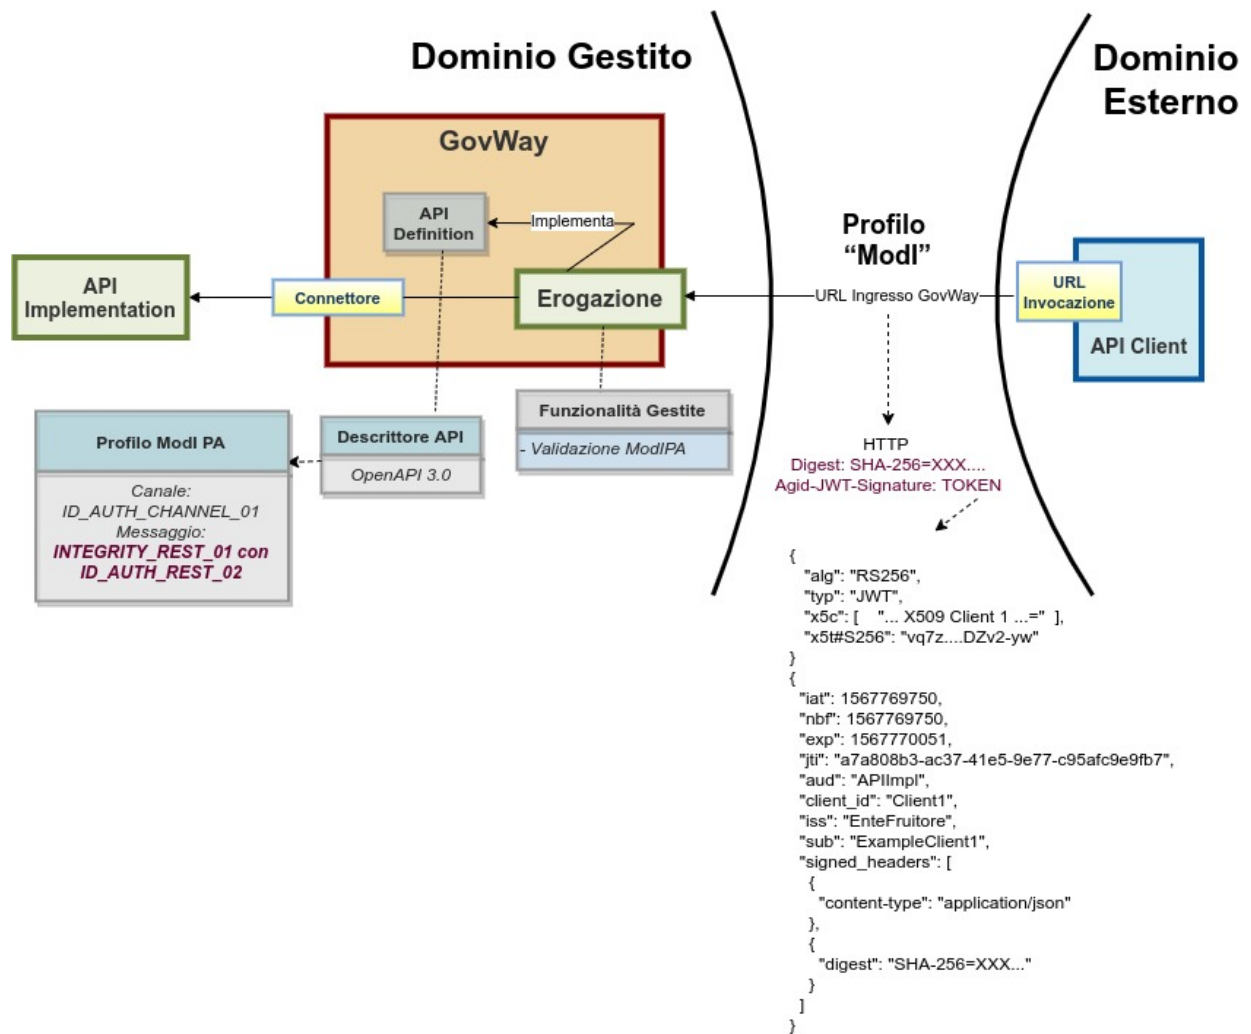 Dominio Gestito
Dominio
Esterno
GovWay
API
Definition
Implementa
Profilo
“ModI”
API
Implementation
Connettore
Erogazione
URL Ingresso GovWay
URL
Invocazione
API Client
Profilo ModI PA
Canale:
ID_AUTH_CHANNEL_01
Messaggio:
INTEGRITY_REST_01 con
ID_AUTH_REST_02
Descrittore API
OpenAPI 3.0
Funzionalità Gestite
- Validazione ModIPA
HTTP
Digest: SHA-256=XXX....
Agid-JWT-Signature: TOKEN
{
"alg": "RS256",
"typ": "JWT",
"x5c": [ "... X509 Client 1 ...=" ],
"x5t#S256": "vq7z....DZv2-yw"
}
{
"iat": 1567769750,
"nbf": 1567769750,
"exp": 1567770051,
"jti": "a7a808b3-ac37-41e5-9e77-c95afc9e9fb7",
"aud": "APIImpl",
"client_id": "Client1",
"iss": "EnteFruitore",
"sub": "ExampleClient1",
"signed_headers": [
{
"content-type": "application/json"
},
{
"digest": "SHA-256=XXX..."
}
]
}